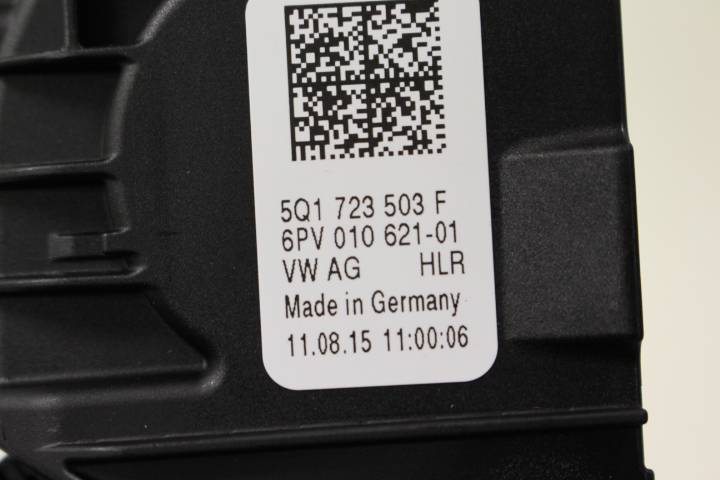 5Q1 723 503 F
6PV 010 621-01
VW AG HLR
Made in Germany
11.08.15 11:00:06